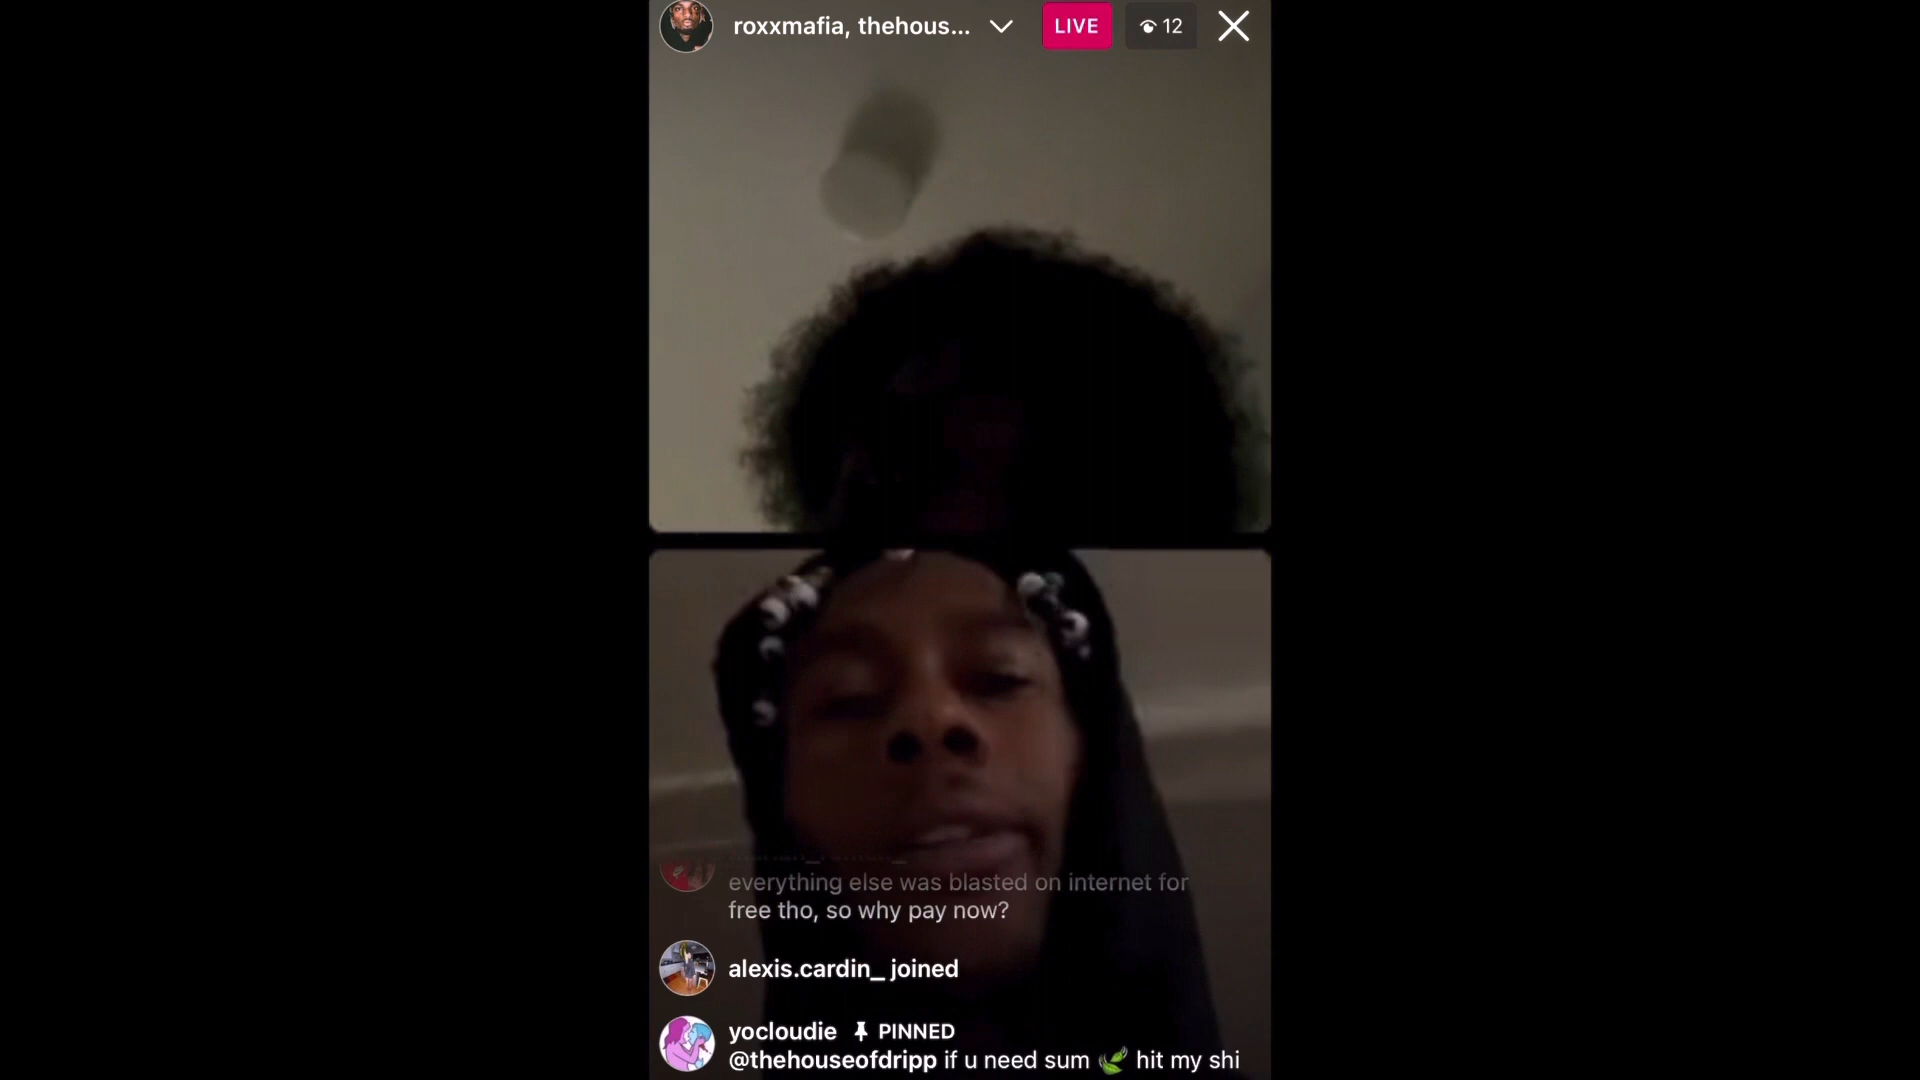 roxxmafia, thehous...
LIVE
12
everything else was blasted on internet for
free tho, so why pay now?
alexis.cardin_ joined
yocloudie PINNED
@thehouseofdripp if u need sum 🌿 hit my shi